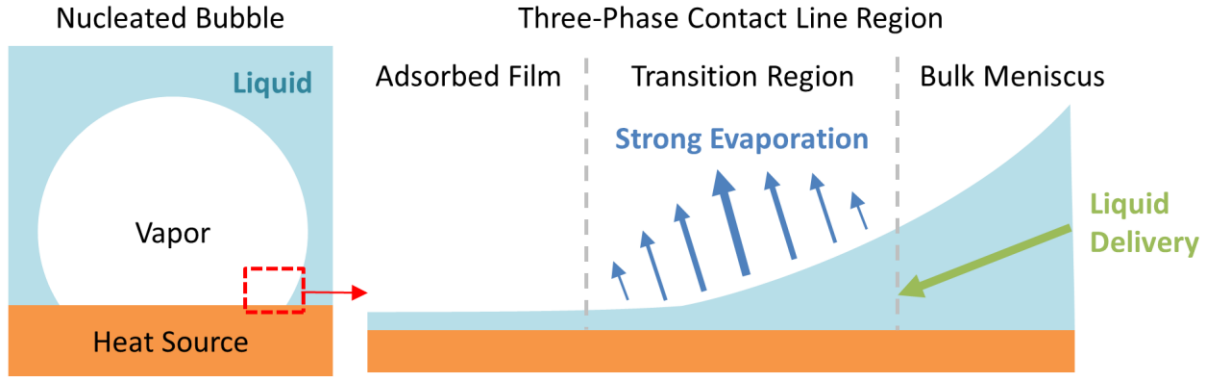 Nucleated Bubble
Liquid
Vapor
Heat Source
Three-Phase Contact Line Region
Adsorbed Film
Transition Region
Bulk Meniscus
Strong Evaporation
Liquid
Delivery